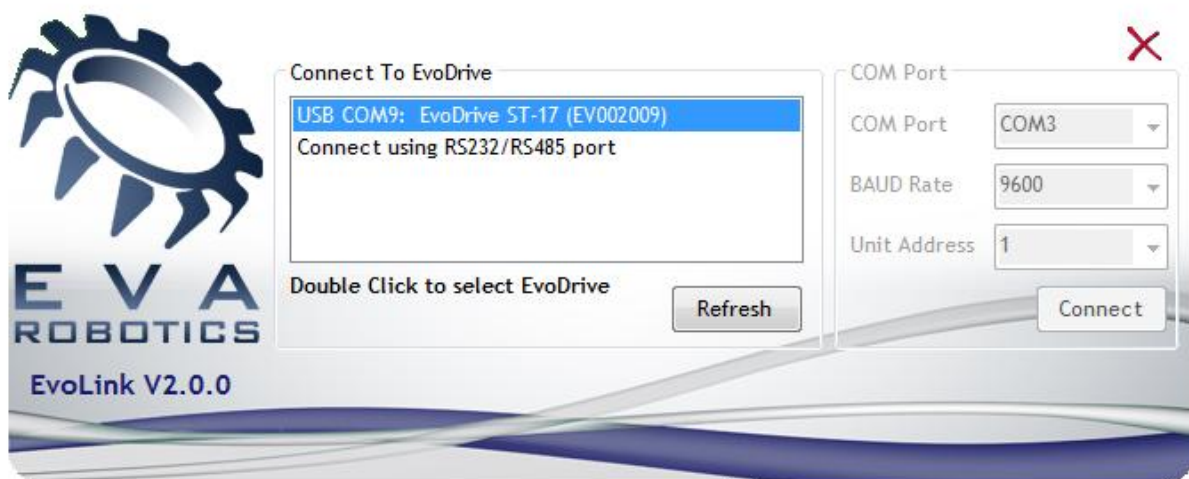 EVA
ROBOTICS
EvoLink V2.0.0
Connect To EvoDrive
USB COM9:  EvoDrive ST-17 (EV002009)
Connect using RS232/RS485 port
Double Click to select EvoDrive
Refresh
COM Port
COM Port COM3
BAUD Rate 9600
Unit Address 1
Connect